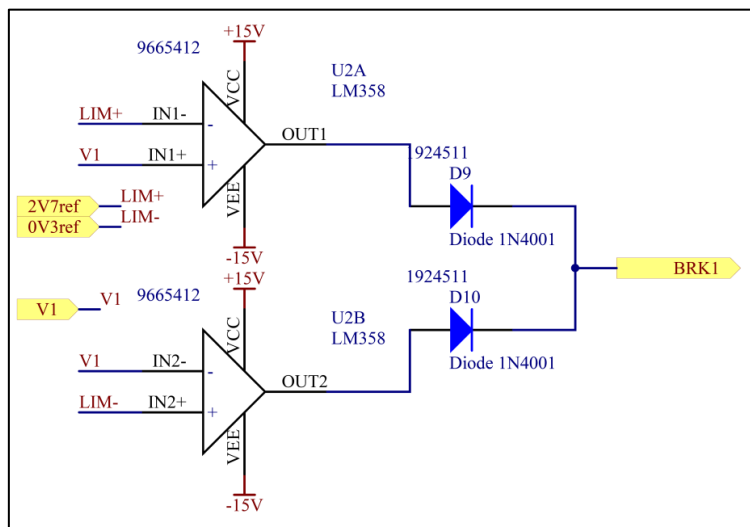 +15V
9665412
U2A
LM358
VCC
LIM+
IN1-
-
OUT1
V1
IN1+
+
1924511
D9
VEE
2V7ref
LIM+
0V3ref
LIM-
Diode 1N4001
-15V
+15V
BRK1
9665412
1924511
V1
V1
D10
U2B
LM358
VCC
Diode 1N4001
V1
IN2-
-
OUT2
LIM-
IN2+
+
VEE
-15V